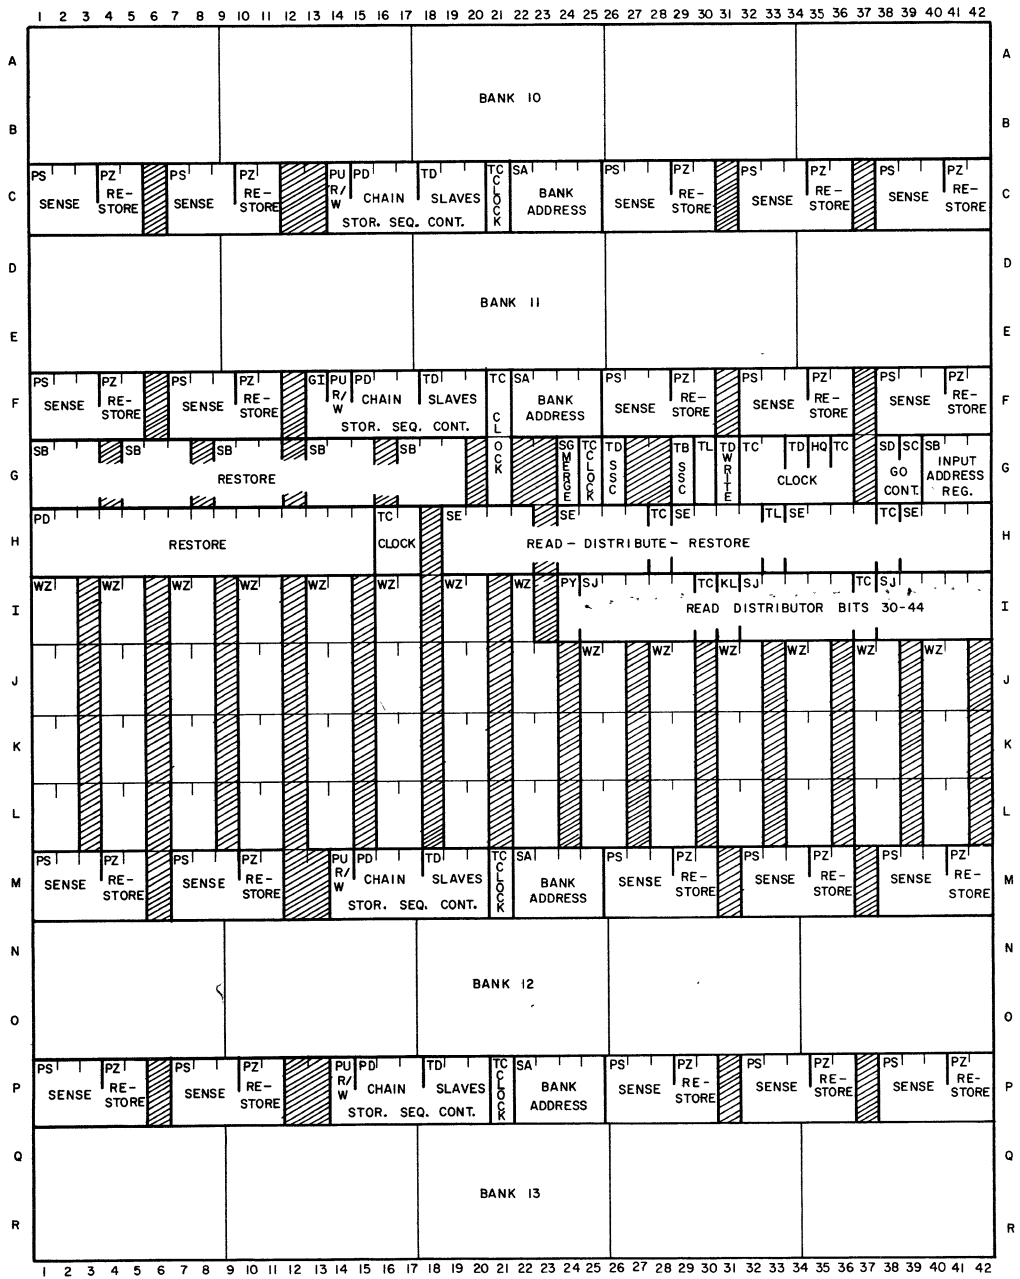 1 2 3 4 5 6 7 8 9 10 11 12 13 14 15 16 17 18 19 20 21 22 23 24 25 26 27 28 29 30 31 32 33 34 35 36 37 38 39 40 41 42
A A
BANK 10
B B
PS PZ PS PZ PU PD TD TC SA PS PZ PS PZ PS PZ
C SENSE RE-STORE SENSE RE-STORE R/W CHAIN SLAVES CLOCK BANK ADDRESS SENSE RE-STORE SENSE RE-STORE SENSE RE-STORE C
STOR. SEQ. CONT.
D D
BANK 11
E E
PS PZ PS PZ GI PU PD TD TC SA PS PZ PS PZ PS PZ
F SENSE RE-STORE SENSE RE-STORE R/W CHAIN SLAVES CLOCK BANK ADDRESS SENSE RE-STORE SENSE RE-STORE SENSE RE-STORE F
STOR. SEQ. CONT.
SB SB SB SB SB SG TC TD TB TL TD TC TD HQ TC SD SC SB
G RESTORE MERGE CLOCK SSC SSC WRITE CLOCK GO CONT. INPUT ADDRESS REG. G
PD TC SE SE TC SE TL SE TC SE
H RESTORE CLOCK READ-DISTRIBUTE-RESTORE H
WZ WZ WZ WZ WZ WZ WZ WZ PY SJ TC KL SJ TC SJ
I READ DISTRIBUTOR BITS 30-44 I
WZ WZ WZ WZ WZ WZ
J J
K K
L L
PS PZ PS PZ PU PD TD TC SA PS PZ PS PZ PS PZ
M SENSE RE-STORE SENSE RE-STORE R/W CHAIN SLAVES CLOCK BANK ADDRESS SENSE RE-STORE SENSE RE-STORE SENSE RE-STORE M
STOR. SEQ. CONT.
N N
BANK 12
O O
PS PZ PS PZ PU PD TD TC SA PS PZ PS PZ PS PZ
P SENSE RE-STORE SENSE RE-STORE R/W CHAIN SLAVES CLOCK BANK ADDRESS SENSE RE-STORE SENSE RE-STORE SENSE RE-STORE P
STOR. SEQ. CONT.
Q Q
BANK 13
R R
1 2 3 4 5 6 7 8 9 10 11 12 13 14 15 16 17 18 19 20 21 22 23 24 25 26 27 28 29 30 31 32 33 34 35 36 37 38 39 40 41 42